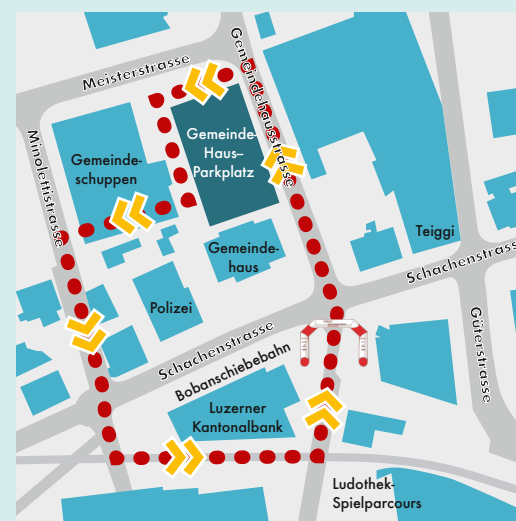 Meisterstrasse
Gemeindehausstrasse
Minolettistrasse
Gemeinde-
schuppen
Gemeinde-
Haus–
Parkplatz
Gemeinde-
haus
Teiggi
Schachenstrasse
Polizei
Schachenstrasse
Güterstrasse
Bobanschiebebahn
Luzerner
Kantonalbank
Ludothek-
Spielparcours